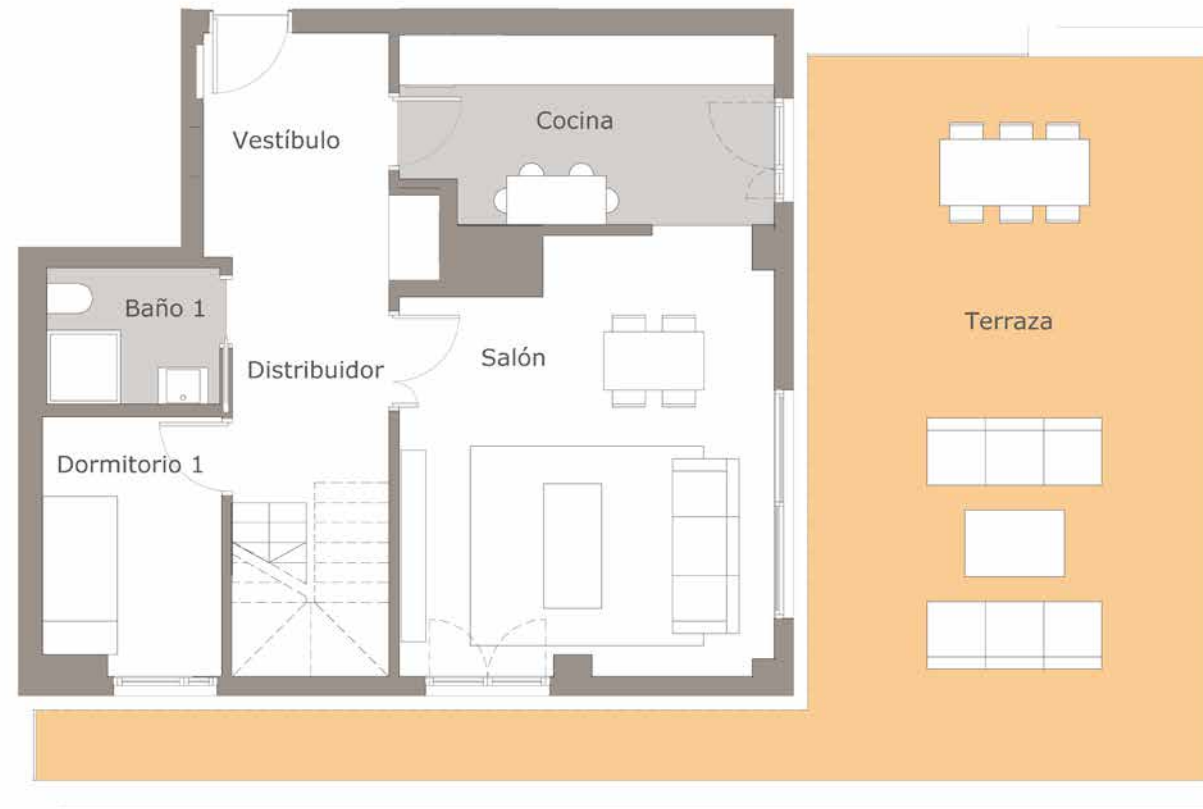 Cocina
Vestíbulo
Baño 1
Terraza
Salón
Distribuidor
Dormitorio 1